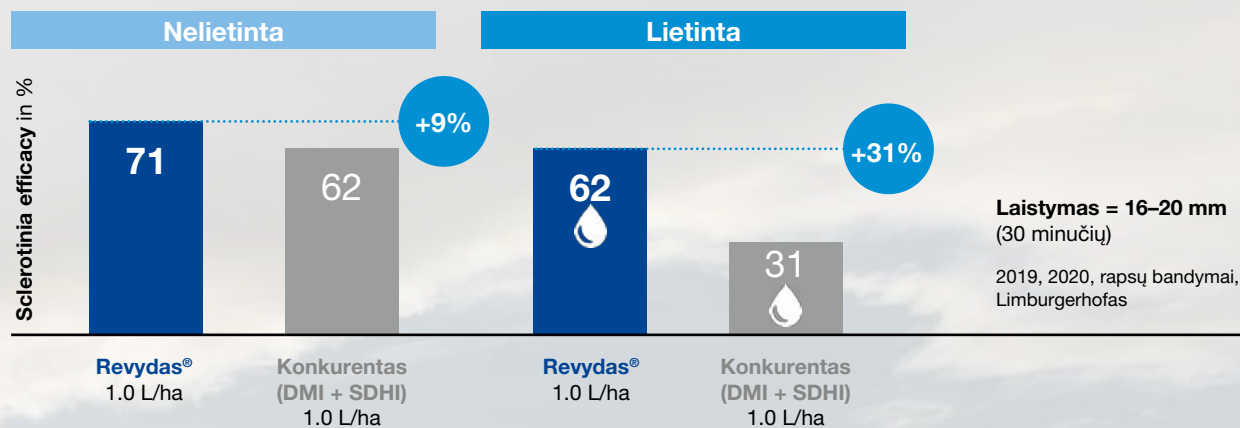 Nelietinta
Lietinta
Sclerotinia efficacy in %
71
+9%
62
62
+31%
31
Laistymas = 16–20 mm
(30 minučių)
2019, 2020, rapsų bandymai,
Limburgerhofas
Revydas®
1.0 L/ha
Konkurentas
(DMI + SDHI)
1.0 L/ha
Revydas®
1.0 L/ha
Konkurentas
(DMI + SDHI)
1.0 L/ha